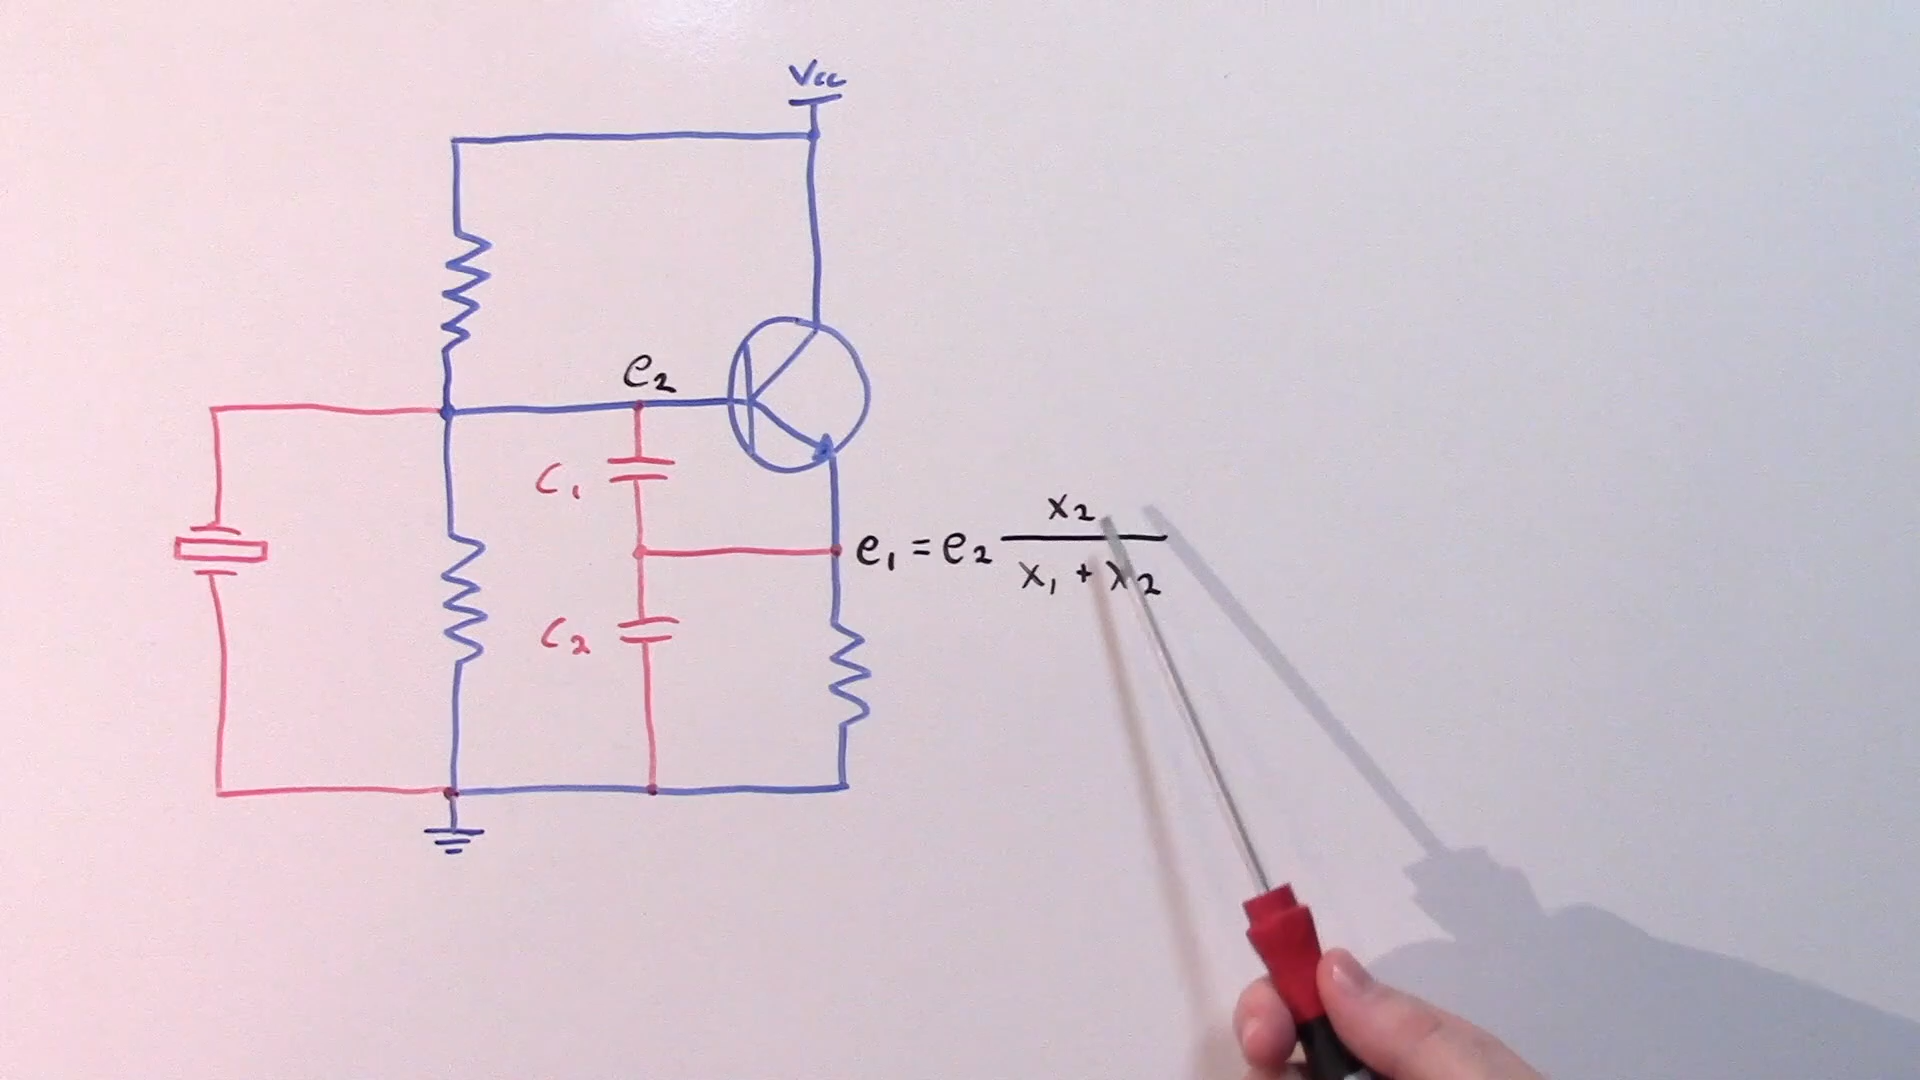 Vcc
e₂
C₁
x₂
e₁ = e₂
x₁ + x₂
C₂